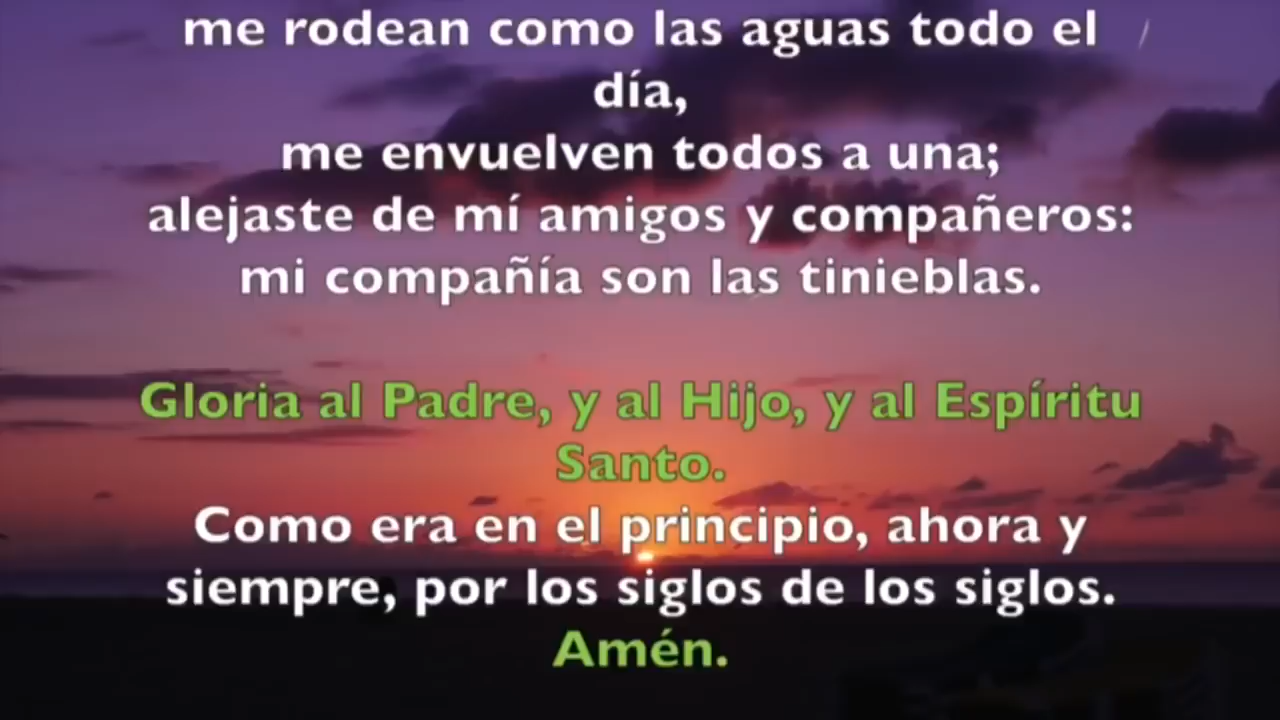 me rodean como las aguas todo el
día,
me envuelven todos a una;
alejaste de mí amigos y compañeros:
mi compañía son las tinieblas.
Gloria al Padre, y al Hijo, y al Espíritu
Santo.
Como era en el principio, ahora y
siempre, por los siglos de los siglos.
Amén.